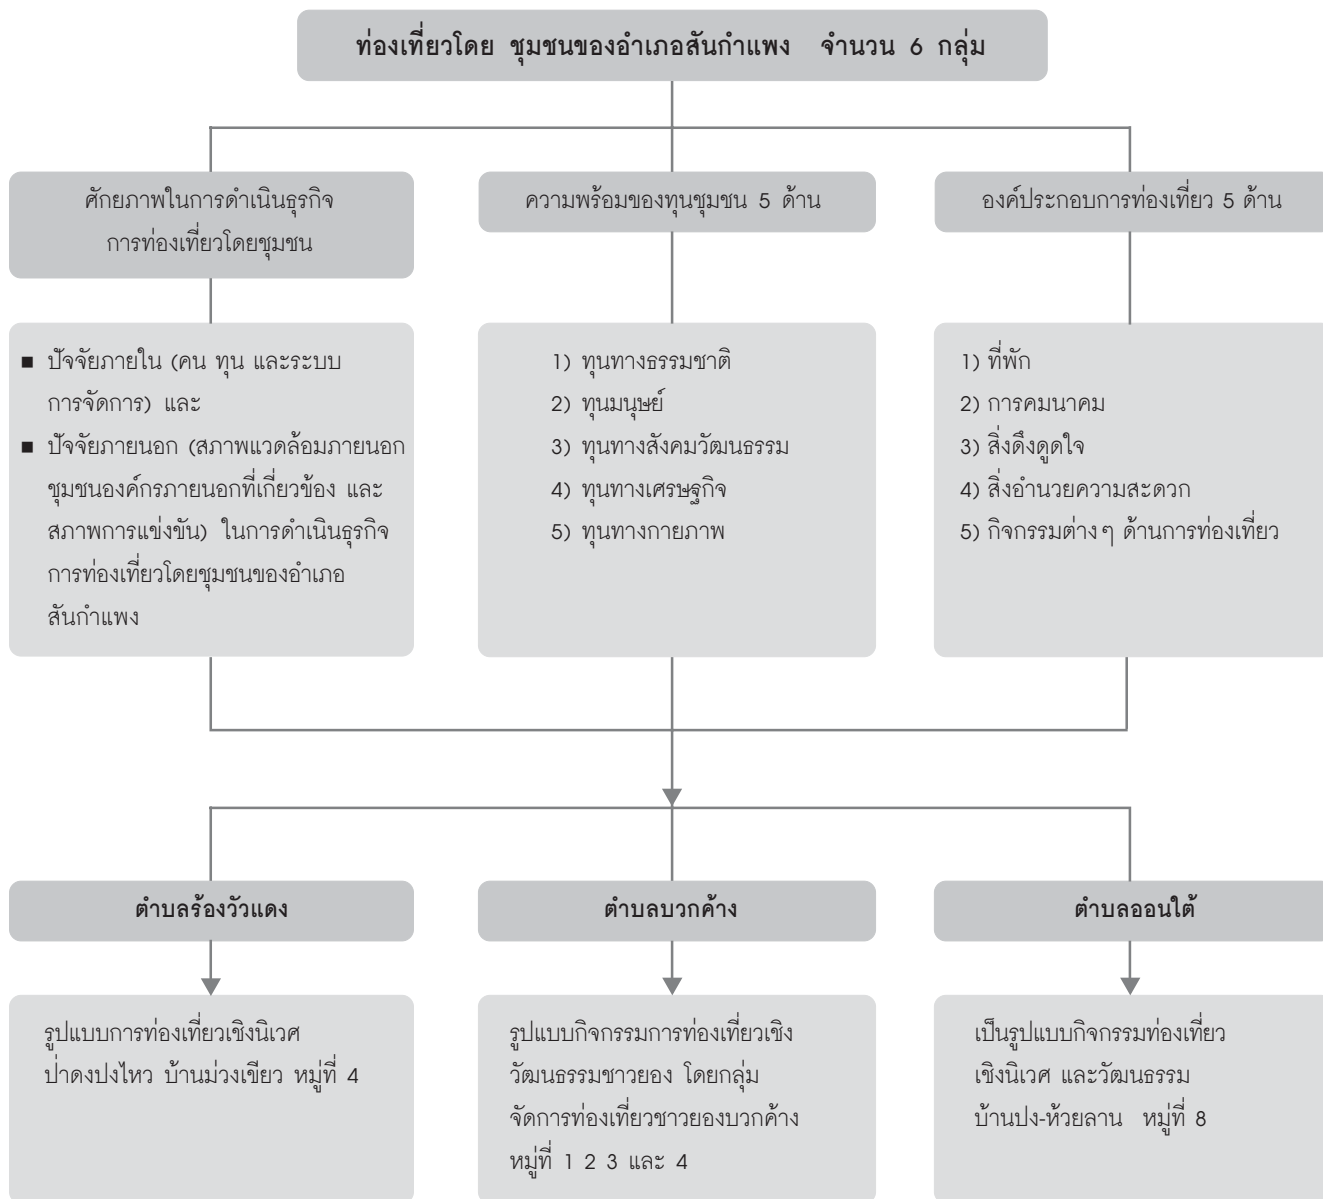 ท่องเที่ยวโดย ชุมชนของอำเภอสันกำแพง จำนวน 6 กลุ่ม
ศักยภาพในการดำเนินธุรกิจ
การท่องเที่ยวโดยชุมชน
ความพร้อมของทุนชุมชน 5 ด้าน
องค์ประกอบการท่องเที่ยว 5 ด้าน
■ ปัจจัยภายใน (คน ทุน และระบบ
การจัดการ) และ
■ ปัจจัยภายนอก (สภาพแวดล้อมภายนอก
ชุมชนองค์กรภายนอกที่เกี่ยวข้อง และ
สภาพการแข่งขัน) ในการดำเนินธุรกิจ
การท่องเที่ยวโดยชุมชนของอำเภอ
สันกำแพง
1) ทุนทางธรรมชาติ
2) ทุนมนุษย์
3) ทุนทางสังคมวัฒนธรรม
4) ทุนทางเศรษฐกิจ
5) ทุนทางกายภาพ
1) ที่พัก
2) การคมนาคม
3) สิ่งดึงดูดใจ
4) สิ่งอำนวยความสะดวก
5) กิจกรรมต่างๆ ด้านการท่องเที่ยว
ตำบลร้องวัวแดง
ตำบลบวกค้าง
ตำบลออนใต้
รูปแบบการท่องเที่ยวเชิงนิเวศ
ป่าดงปงไหว บ้านม่วงเขียว หมู่ที่ 4
รูปแบบกิจกรรมการท่องเที่ยวเชิง
วัฒนธรรมชาวยอง โดยกลุ่ม
จัดการท่องเที่ยวชาวยองบวกค้าง
หมู่ที่ 1 2 3 และ 4
เป็นรูปแบบกิจกรรมท่องเที่ยว
เชิงนิเวศ และวัฒนธรรม
บ้านปง-ห้วยลาน หมู่ที่ 8